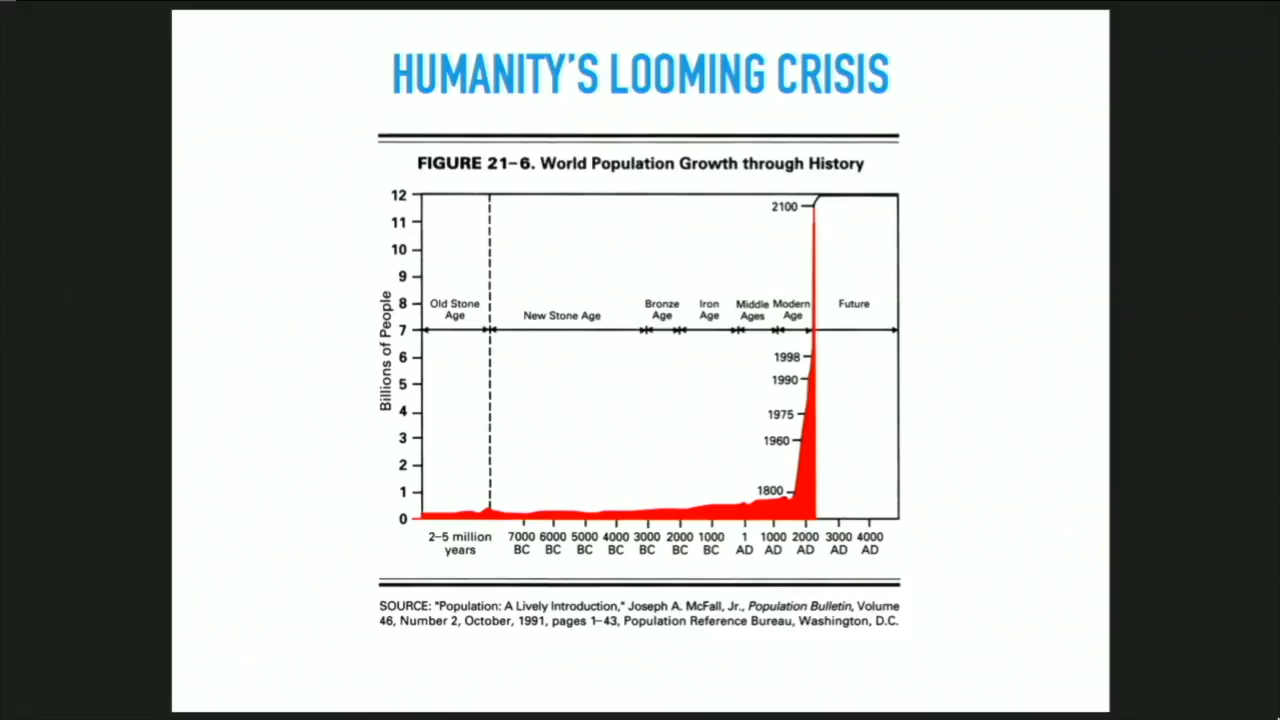 HUMANITY'S LOOMING CRISIS
FIGURE 21–6. World Population Growth through History
12
11
10
9
8
7
6
5
4
3
2
1
0
Billions of People
2100
Old Stone
Age
New Stone Age
Bronze
Age
Iron
Age
Middle
Ages
Modern
Age
Future
1998
1990
1975
1960
1800
2–5 million
years
7000
BC
6000
BC
5000
BC
4000
BC
3000
BC
2000
BC
1000
BC
1
AD
1000
AD
2000
AD
3000
AD
4000
AD
SOURCE: "Population: A Lively Introduction," Joseph A. McFall, Jr., Population Bulletin, Volume
46, Number 2, October, 1991, pages 1–43, Population Reference Bureau, Washington, D.C.